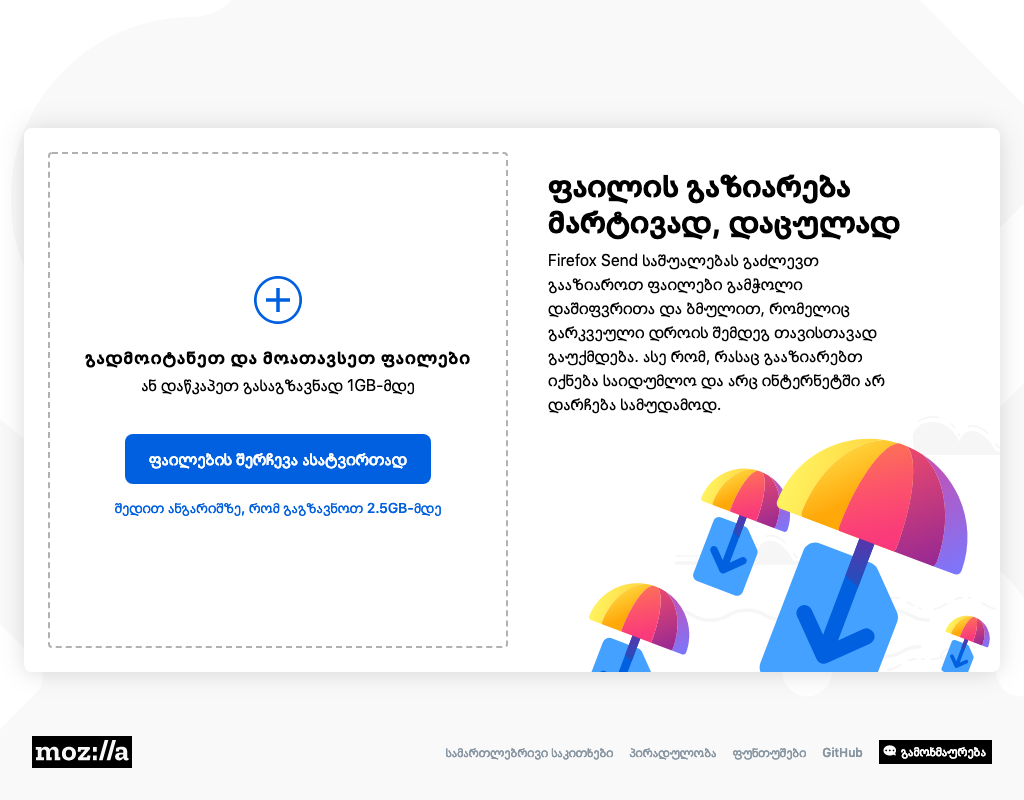 გადმოიტანეთ და მოათავსეთ ფაილები
ან დაწკაპეთ გასაგზავნად 1GB-მდე
ფაილების შერჩევა ასატვირთად
შედით ანგარიშზე, რომ გაგზავნოთ 2.5GB-მდე
ფაილის გაზიარება
მარტივად, დაცულად
Firefox Send საშუალებას გაძლევთ
გააზიაროთ ფაილები გამჭოლი
დაშიფვრითა და ბმულით, რომელიც
გარკვეული დროის შემდეგ თავისთავად
გაუქმდება. ასე რომ, რასაც გააზიარებთ
იქნება საიდუმლო და არც ინტერნეტში არ
დარჩება სამუდამოდ.
moz://a
სამართლებრივი საკითხები
პირადულობა
ფუნთუშები
GitHub
გამოხმაურება